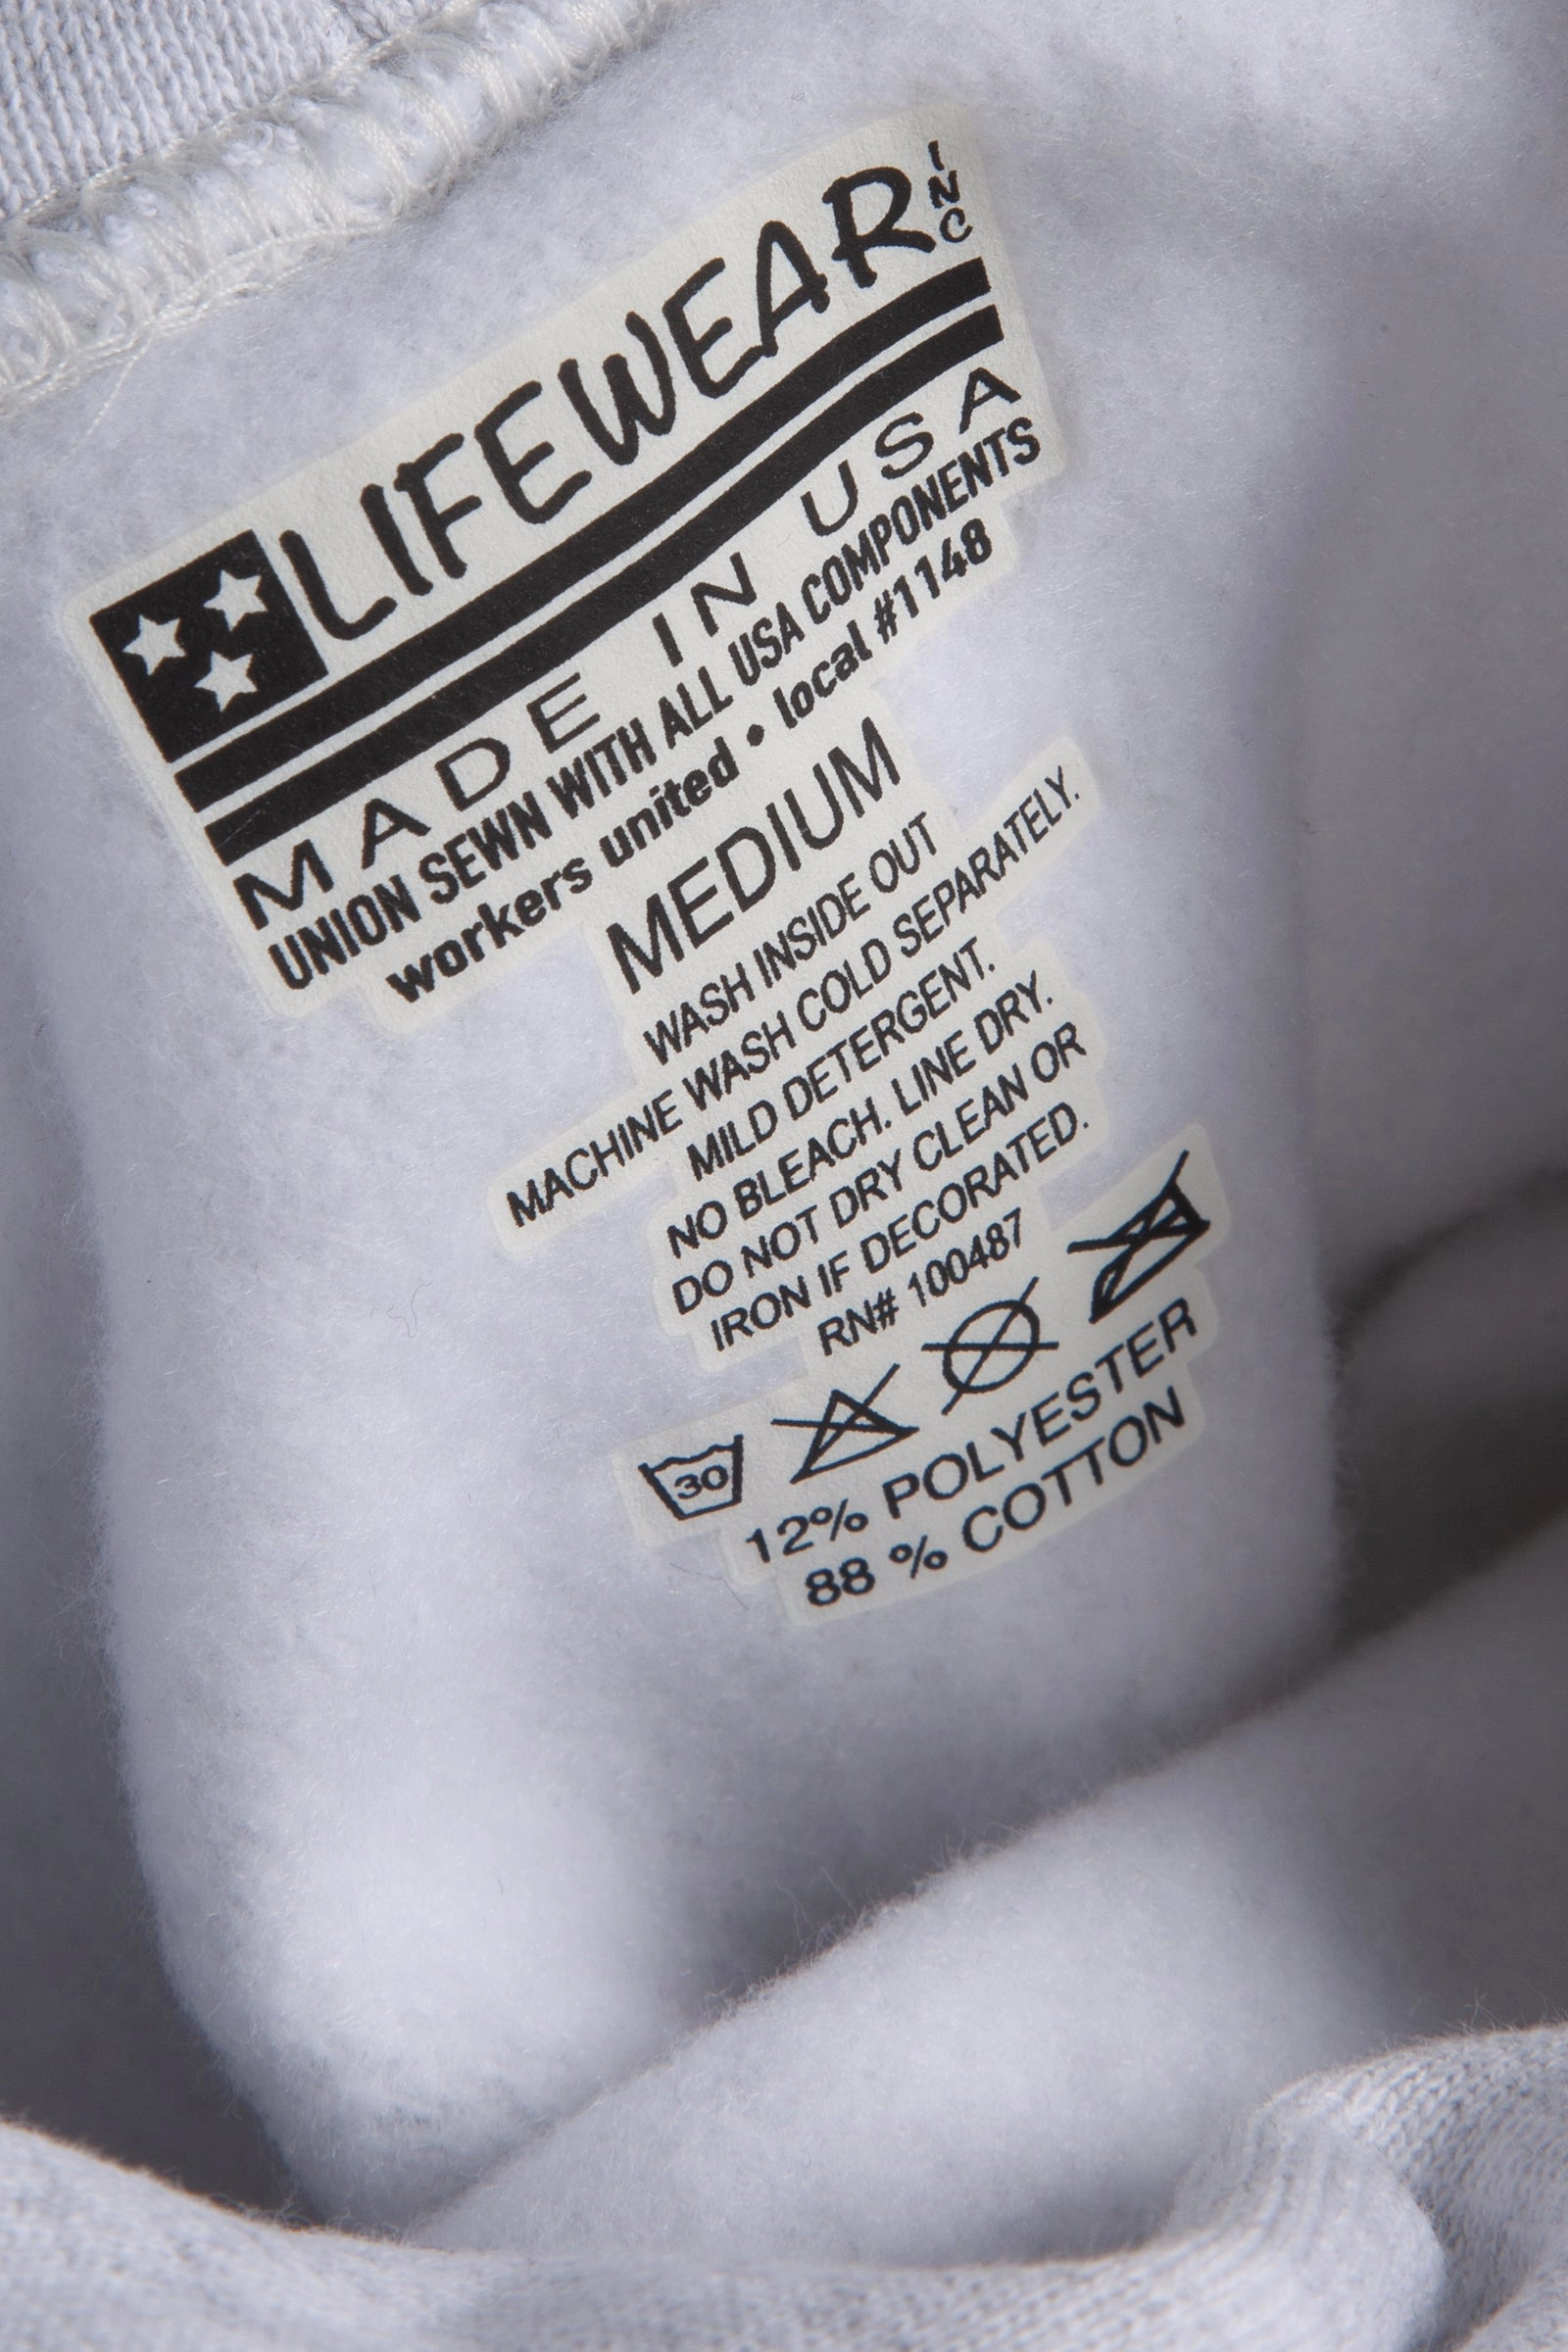 LIFEWEAR INC
MADE IN USA
UNION SEWN WITH ALL USA COMPONENTS
workers united • local #1148
MEDIUM
WASH INSIDE OUT
MACHINE WASH COLD SEPARATELY.
MILD DETERGENT.
NO BLEACH. LINE DRY.
DO NOT DRY CLEAN OR
IRON IF DECORATED.
RN# 100487
30
12% POLYESTER
88 % COTTON